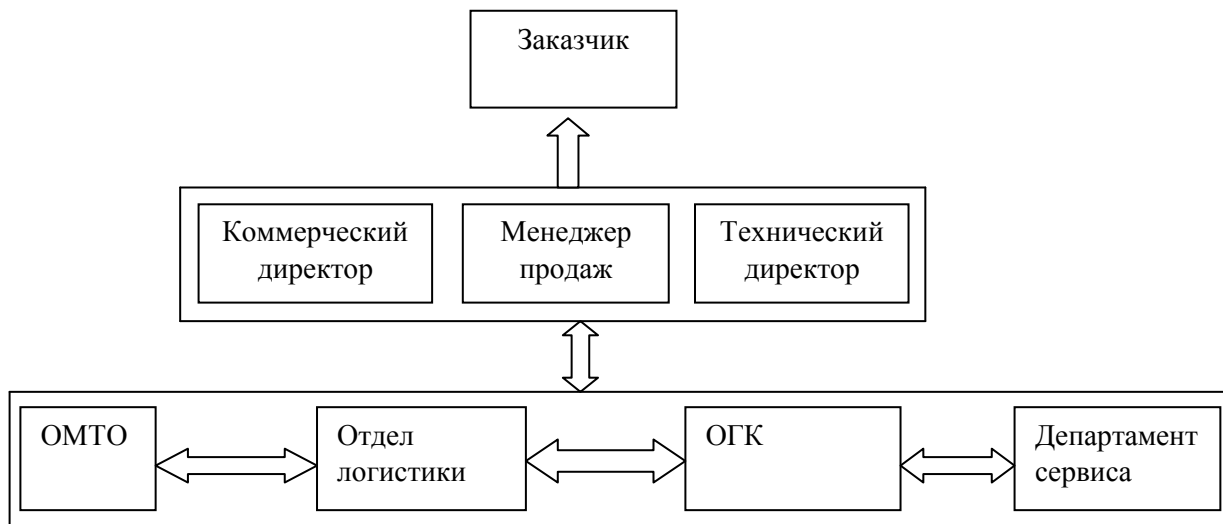 Заказчик
Коммерческий
директор
Менеджер
продаж
Технический
директор
ОМТО
Отдел
логистики
ОГК
Департамент
сервиса